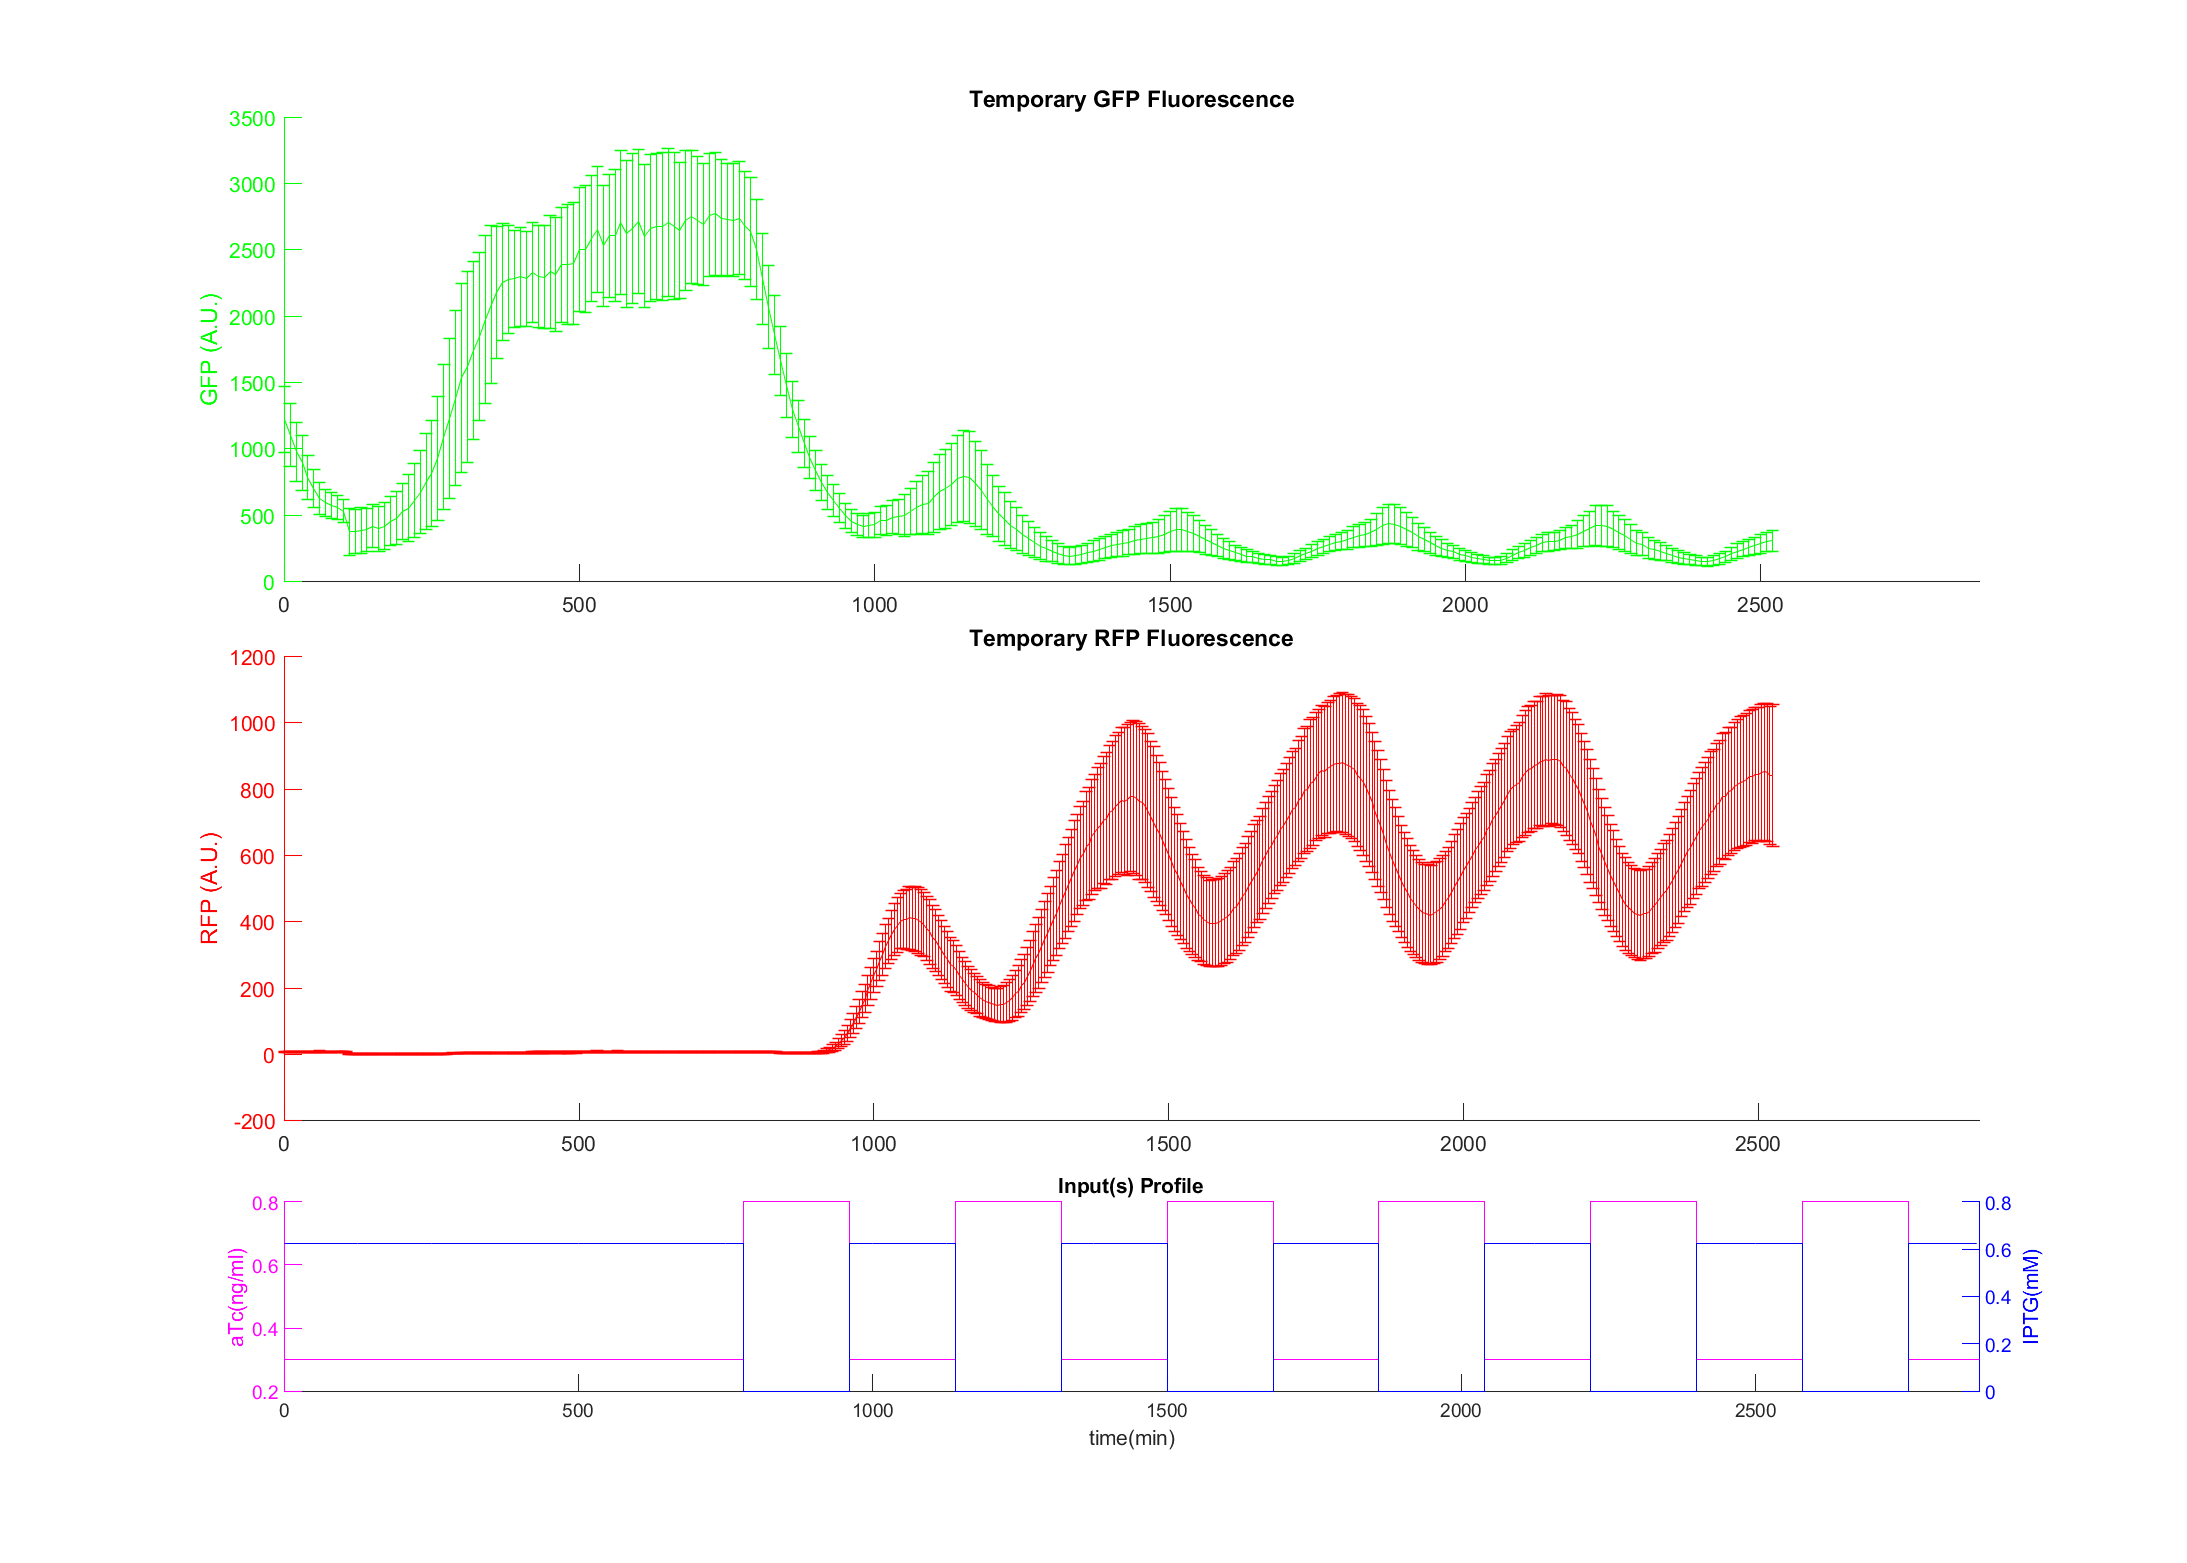 Temporary GFP Fluorescence
3500
3000
2500
2000
1500
1000
500
0
GFP (A.U.)
0 500 1000 1500 2000 2500
Temporary RFP Fluorescence
1200
1000
800
600
400
200
0
-200
RFP (A.U.)
0 500 1000 1500 2000 2500
Input(s) Profile
0.8
0.6
0.4
0.2
aTc(ng/ml)
0.8
0.6
0.4
0.2
0
IPTG(mM)
0 500 1000 1500 2000 2500
time(min)